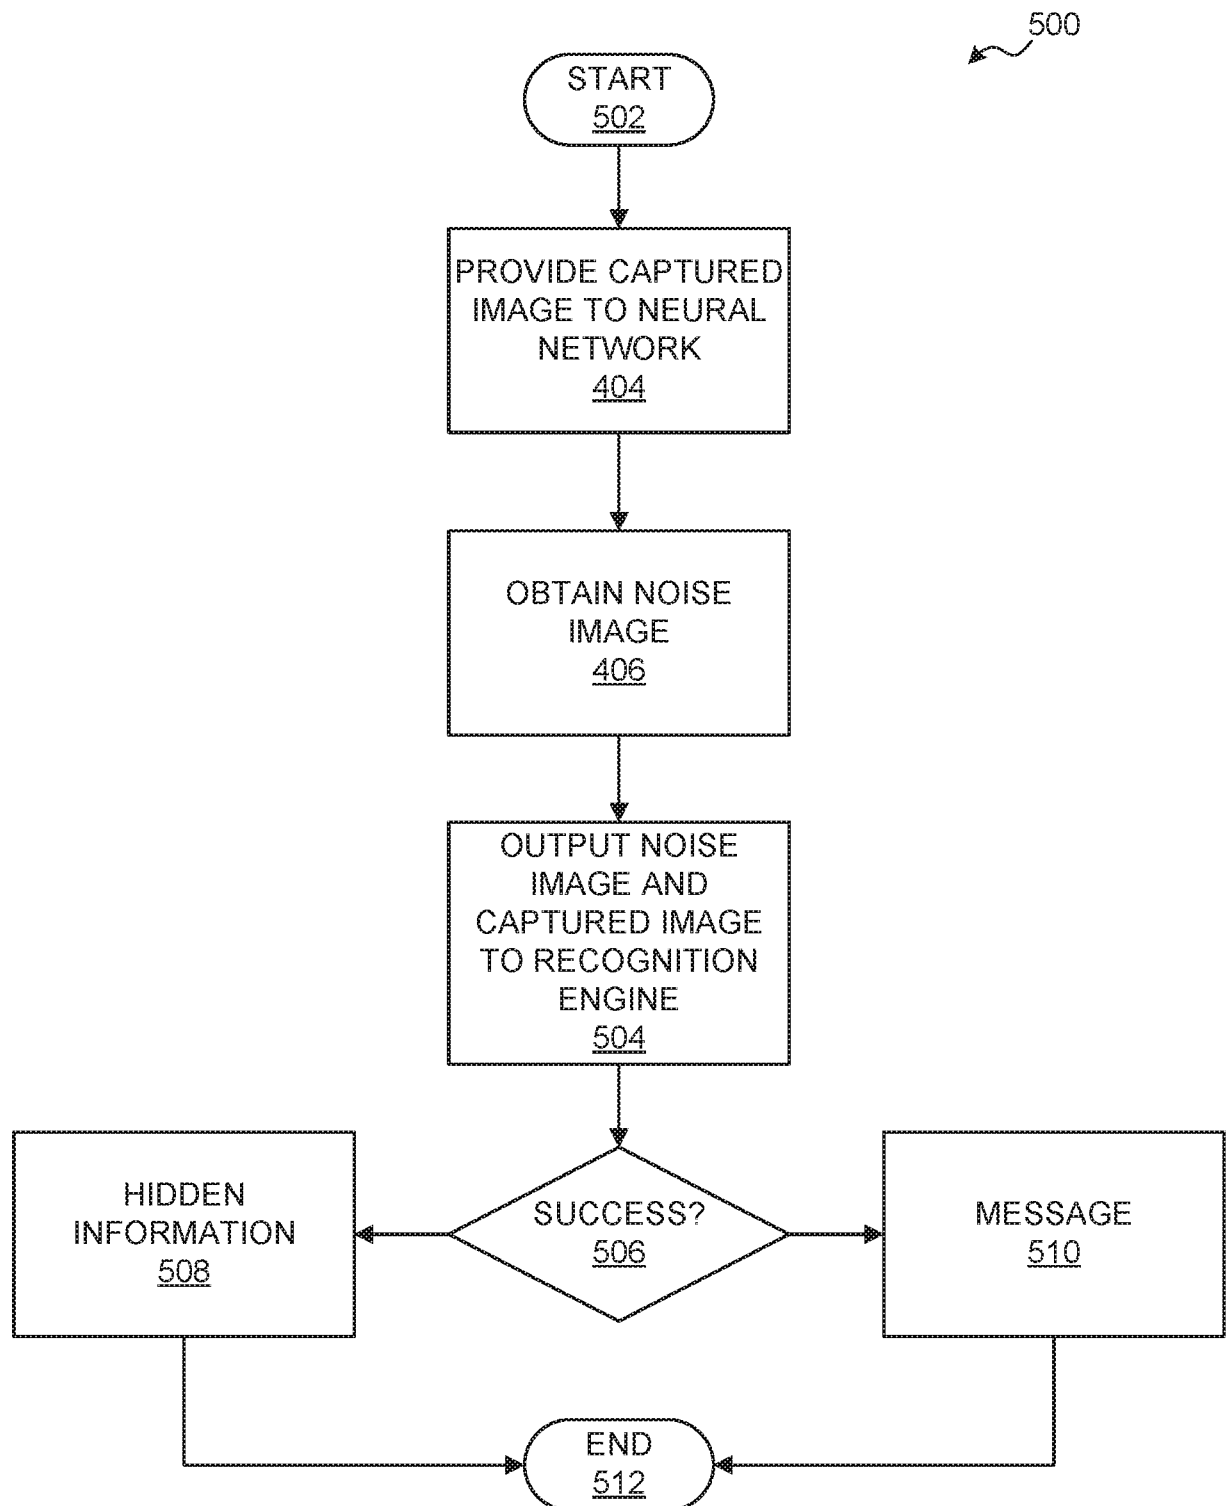 500
START
502
PROVIDE CAPTURED
IMAGE TO NEURAL
NETWORK
404
OBTAIN NOISE
IMAGE
406
OUTPUT NOISE
IMAGE AND
CAPTURED IMAGE
TO RECOGNITION
ENGINE
504
HIDDEN
INFORMATION
508
SUCCESS?
506
MESSAGE
510
END
512